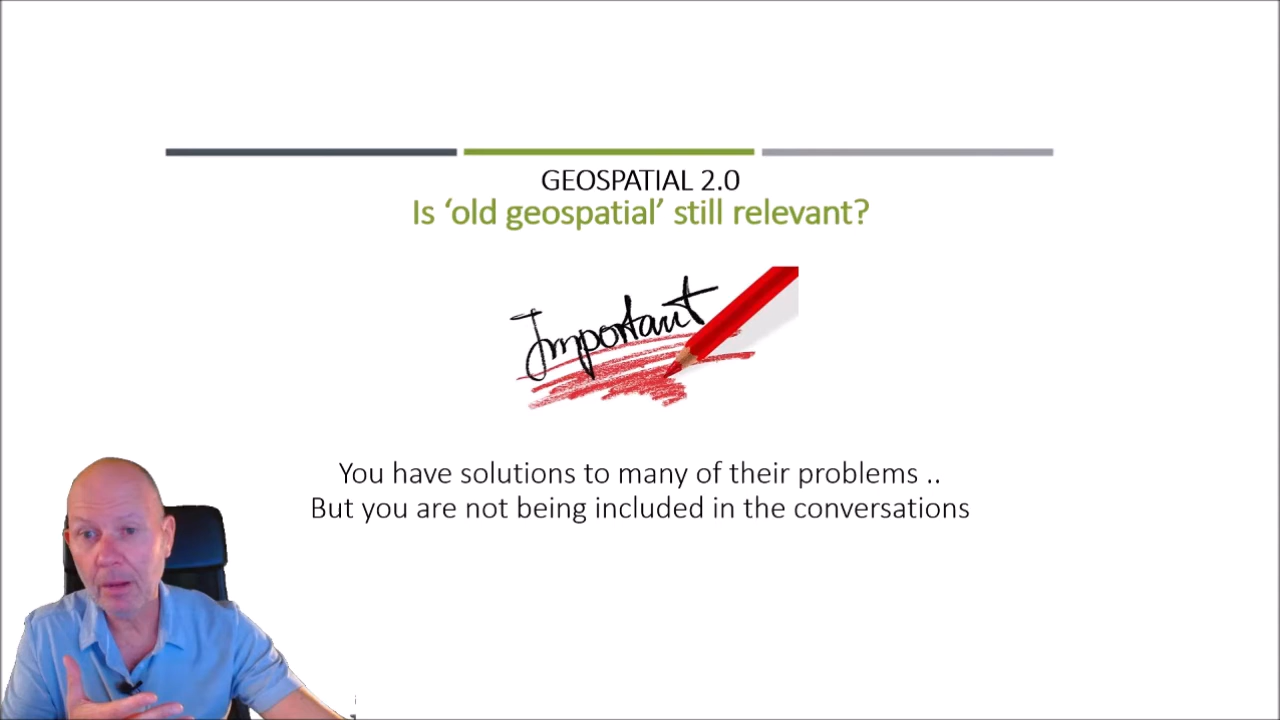 GEOSPATIAL 2.0
Is ‘old geospatial’ still relevant?
Important
You have solutions to many of their problems ..
But you are not being included in the conversations